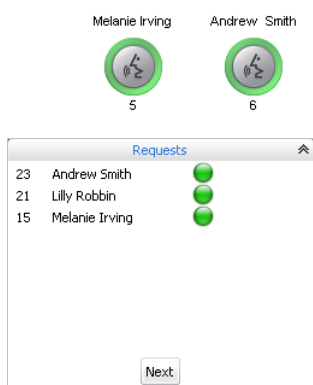 Melanie Irving Andrew Smith
5 6
Requests
23 Andrew Smith
21 Lilly Robbin
15 Melanie Irving
Next